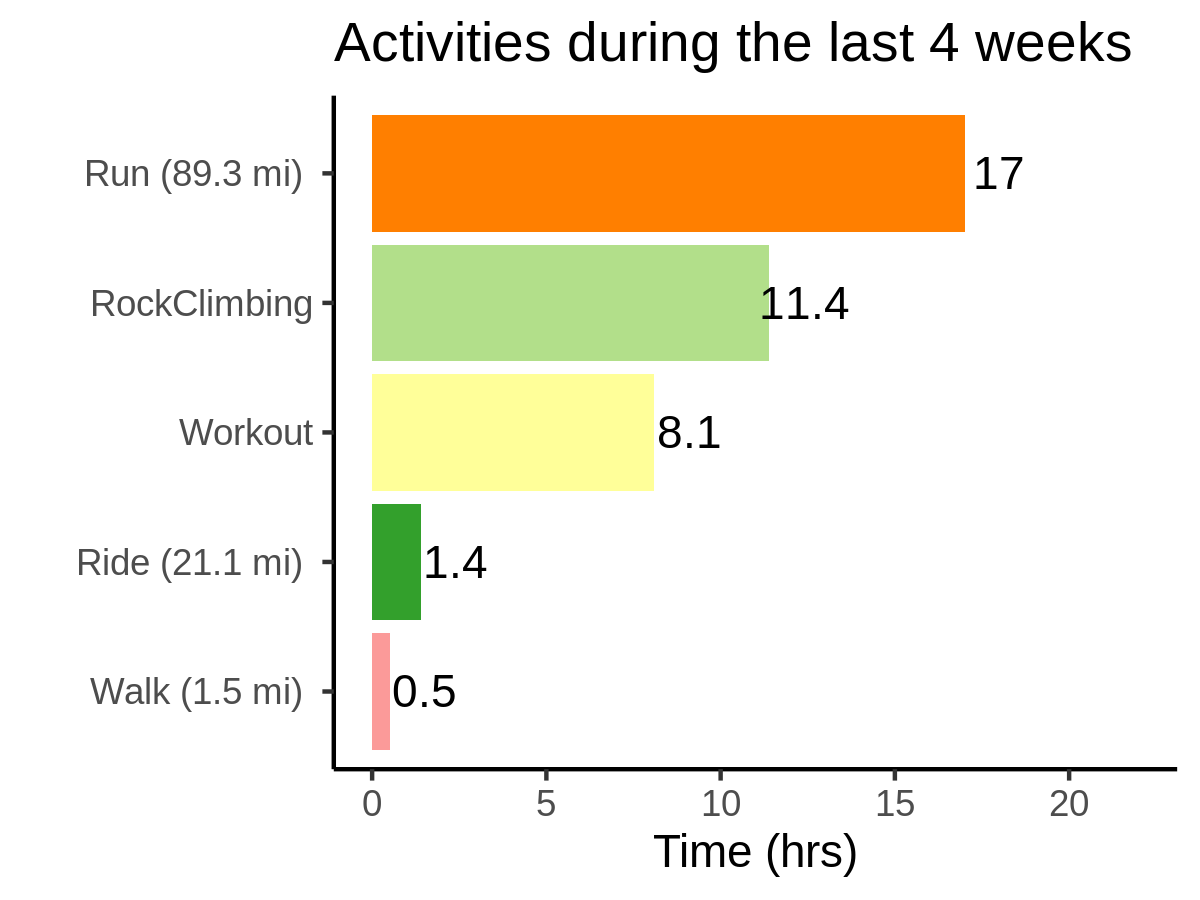 Activities during the last 4 weeks
Run (89.3 mi) 17
RockClimbing 11.4
Workout 8.1
Ride (21.1 mi) 1.4
Walk (1.5 mi) 0.5
0 5 10 15 20
Time (hrs)